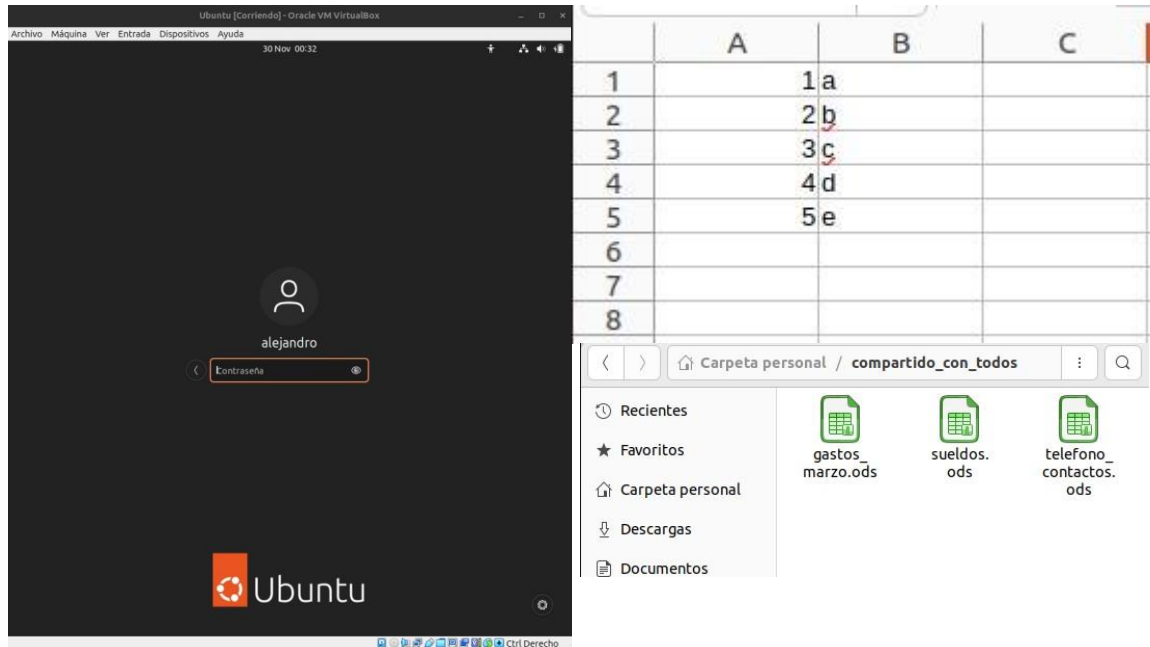 Ubuntu [Corriendo] - Oracle VM VirtualBox
Archivo Máquina Ver Entrada Dispositivos Ayuda
30 Nov 00:32
alejandro
Contraseña
Ubuntu
Ctrl Derecho
A B C
1 1 a
2 2 b
3 3 c
4 4 d
5 5 e
6
7
8
Carpeta personal / compartido_con_todos
Recientes
Favoritos
Carpeta personal
Descargas
Documentos
gastos_
marzo.ods
sueldos.
ods
telefono_
contactos.
ods